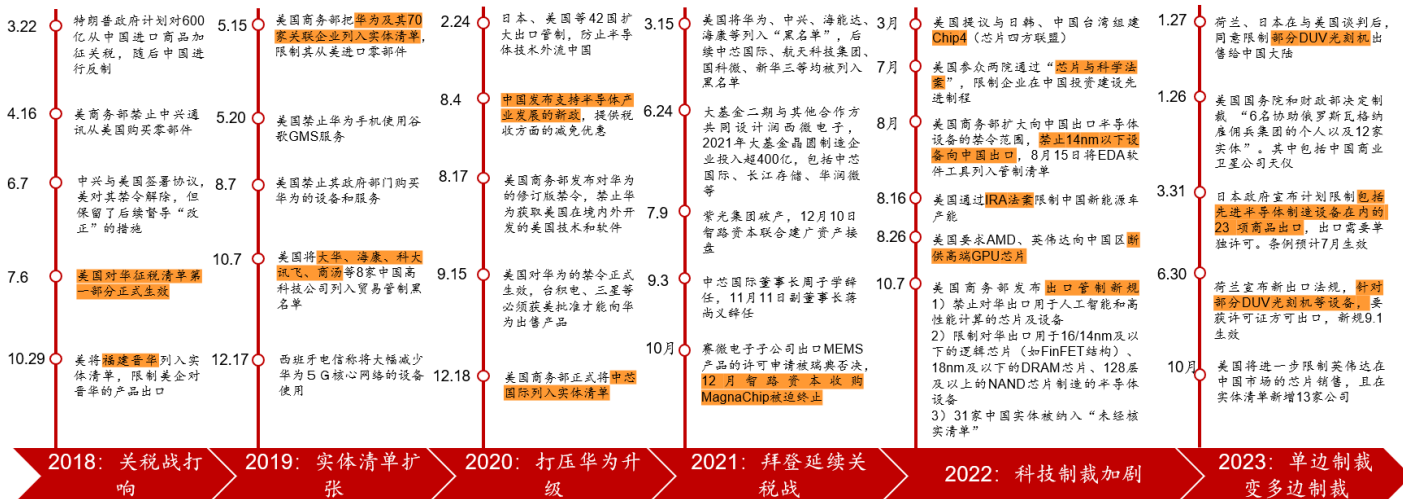 3.22
特朗普政府计划对600
亿从中国进口商品加
征关税，随后中国进
行反制
4.16
美商务部禁止中兴通
讯从美国购买零部件
6.7
中兴与美国签署协议，
美对其禁令解除，但
保留了后续督导“改
正”的措施
7.6
美国对华征税清单第
一部分正式生效
10.29
美将福建晋华列入实
体清单，限制美企对
晋华的产品出口
2018：关税战打
响
5.15
美国商务部把华为及其70
家关联企业列入实体清单，
限制其从美进口零部件
5.20
美国禁止华为手机使用谷
歌GMS服务
8.7
美国禁止其政府部门购买
华为的设备和服务
10.7
美国将大华、海康、科大
讯飞、商汤等8家中国高
科技公司列入贸易管制黑
名单
12.17
西班牙电信称将大幅减少
华为５Ｇ核心网络的设备
使用
2019：实体清单扩
张
2.24
日本、美国等42国扩
大出口管制，防止半导
体技术外流中国
8.4
中国发布支持半导体产
业发展的新政，提供税
收方面的减免优惠
8.17
美国商务部发布对华为
的修订版禁令，禁止华
为获取美国在境内外开
发的美国技术和软件
9.15
美国对华为的禁令正式
生效，台积电、三星等
必须获美批准才能向华
为出售产品
12.18
美国商务部正式将中芯
国际列入实体清单
2020：打压华为升
级
3.15
美国将华为、中兴、海能达、
海康等列入“黑名单”，后
续中芯国际、航天科技集团、
国科微、新华三等均被列入
黑名单
6.24
大基金二期与其他合作方
共同设计润西微电子，
2021年大基金晶圆制造企
业投入超400亿，包括中芯
国际、长江存储、华润微
等
7.9
紫光集团破产，12月10日
智路资本联合建广资产接
盘
9.3
中芯国际董事长周子学辞
任，11月11日副董事长蒋
尚义辞任
10月
赛微电子子公司出口MEMS
产品的许可申请被瑞典否决，
12月智路资本收购
MagnaChip被迫终止
2021：拜登延续关
税战
3月
美国提议与日韩、中国台湾组建
Chip4（芯片四方联盟）
7月
美国参众两院通过“芯片与科学法
案”，限制企业在中国投资建设先
进制程
8月
美国商务部扩大向中国出口半导体
设备的禁令范围，禁止14nm以下设
备向中国出口，8月15日将EDA软
件工具列入管制清单
8.16
美国通过IRA法案限制中国新能源车
产能
8.26
美国要求AMD、英伟达向中国区断
供高端GPU芯片
10.7
美国商务部发布出口管制新规
1）禁止对华出口用于人工智能和高
性能计算的芯片及设备
2）限制对华出口用于16/14nm及以
下的逻辑芯片（如FinFET结构）、
18nm及以下的DRAM芯片、128层
及以上的NAND芯片制造的半导体
设备
3）31家中国实体被纳入“未经核
实清单”
2022：科技制裁加剧
1.27
荷兰、日本在与美国谈判后，
同意限制部分DUV光刻机出
售给中国大陆
1.26
美国国务院和财政部决定制
裁“6名协助俄罗斯瓦格纳
雇佣兵集团的个人以及12家
实体”。其中包括中国商业
卫星公司天仪
3.31
日本政府宣布计划限制包括
先进半导体制造设备在内的
23 项商品出口，出口需要单
独许可。条例预计7月生效
6.30
荷兰宣布新出口法规，针对
部分DUV光刻机等设备，要
获许可证方可出口，新规9.1
生效
10月
美国将进一步限制英伟达在
中国市场的芯片销售，且在
实体清单新增13家公司
2023：单边制裁
变多边制裁